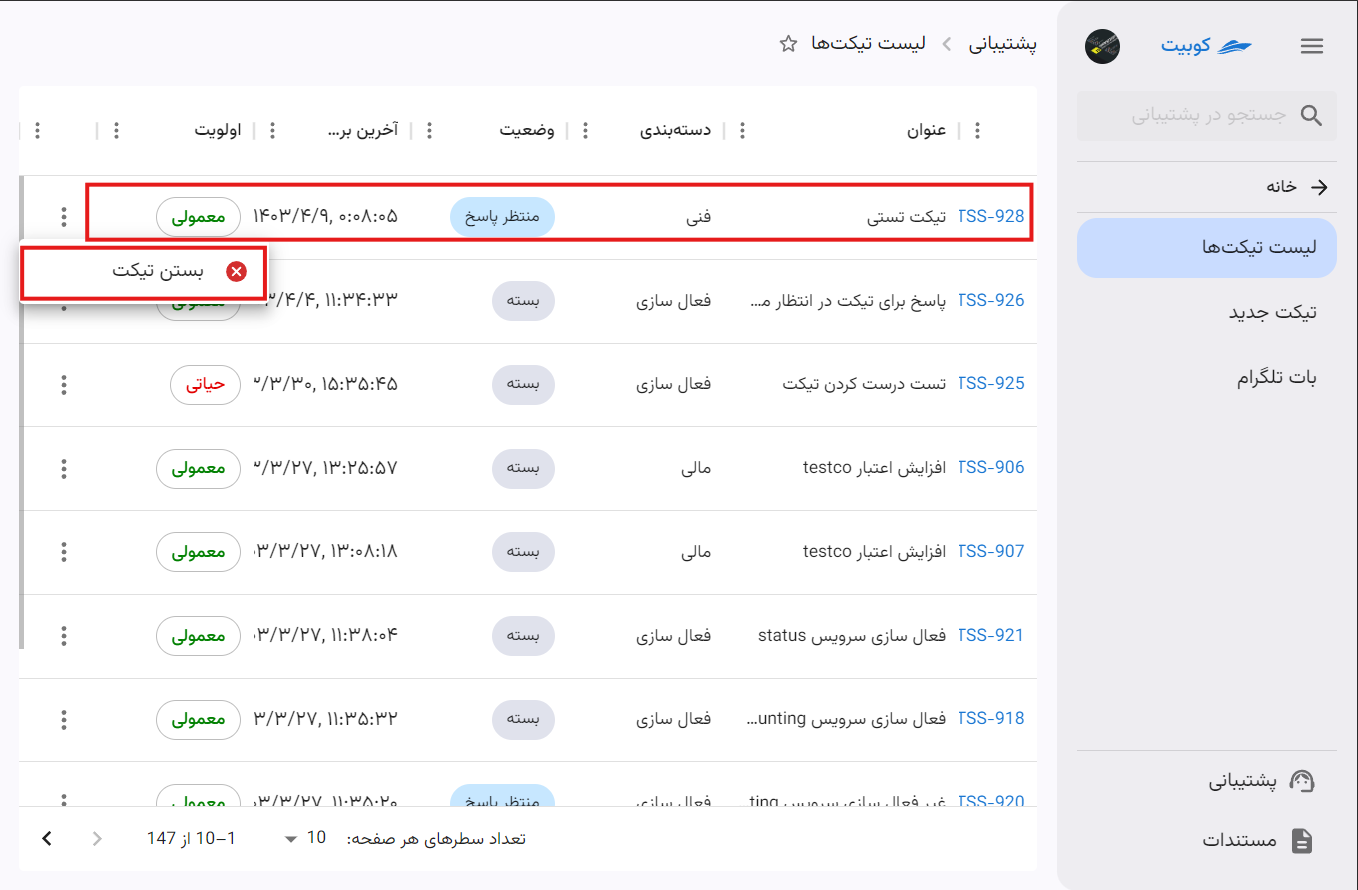 کوبیت
جستجو در پشتیبانی
خانه
لیست تیکت‌ها
تیکت جدید
بات تلگرام
پشتیبانی
مستندات
پشتیبانی
لیست تیکت‌ها
عنوان دسته‌بندی وضعیت آخرین بر... اولویت
TSS-928 تیکت تستی فنی منتظر پاسخ ۱۴۰۳/۴/۹, ۰:۰۸:۰۵ معمولی
بستن تیکت
TSS-926 پاسخ برای تیکت در انتظار م... فعال سازی بسته ۳/۴/۴, ۱۱:۳۴:۳۳ معمولی
TSS-925 تست درست کردن تیکت فعال سازی بسته ۳/۳/۳۰, ۱۵:۳۵:۴۵ حیاتی
TSS-906 افزایش اعتبار testco مالی بسته ۳/۳/۲۷, ۱۳:۲۵:۵۷ معمولی
TSS-907 افزایش اعتبار testco مالی بسته ۰۳/۳/۲۷, ۱۳:۰۸:۱۸ معمولی
TSS-921 فعال سازی سرویس status فعال سازی بسته ۰۳/۳/۲۷, ۱۱:۳۸:۰۴ معمولی
TSS-918 فعال سازی سرویس unting... فعال سازی بسته ۳/۳/۲۷, ۱۱:۳۵:۳۲ معمولی
TSS-920 غیر فعال سازی سرویس ting فعال سازی منتظر پاسخ ۰۳/۳/۲۷, ۱۱:۳۵:۲۰ معمولی
تعداد سطرهای هر صفحه: 10 1–10 از 147